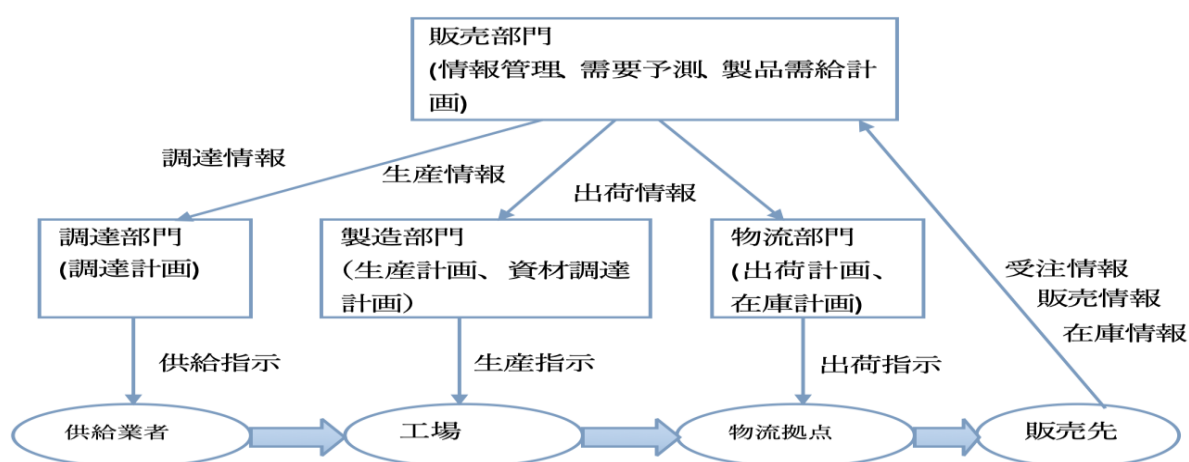 販売部門
(情報管理、需要予測、製品需給計
画)
調達情報
生産情報
出荷情報
調達部門
(調達計画)
製造部門
（生産計画、資材調達
計画）
物流部門
(出荷計画、
在庫計画)
受注情報
販売情報
在庫情報
供給指示
生産指示
出荷指示
供給業者
工場
物流拠点
販売先